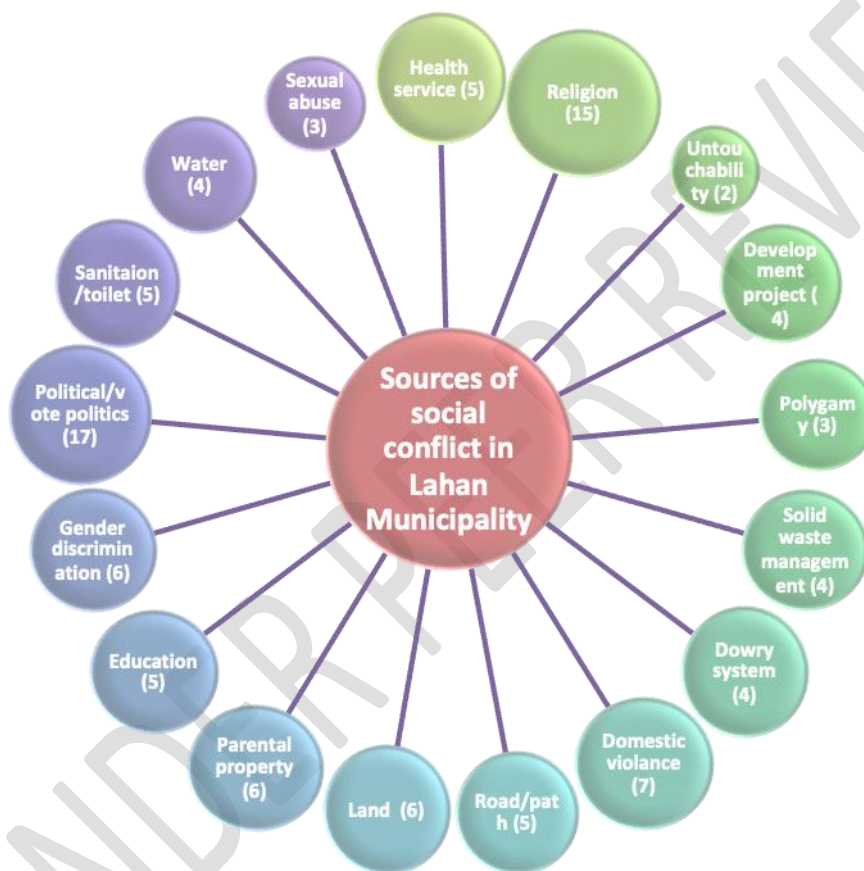 Sources of
social
conflict in
Lahan
Municipality
Health
service (5)
Religion
(15)
Untou
chabili
ty (2)
Develop
ment
project (
4)
Polygam
y (3)
Solid
waste
managem
ent (4)
Dowry
system
(4)
Domestic
violance
(7)
Road/pat
h (5)
Land (6)
Parental
property
(6)
Education
(5)
Gender
discrimin
ation (6)
Political/v
ote politics
(17)
Sanitaion
/toilet (5)
Water
(4)
Sexual
abuse
(3)
NDER PEER REVIE